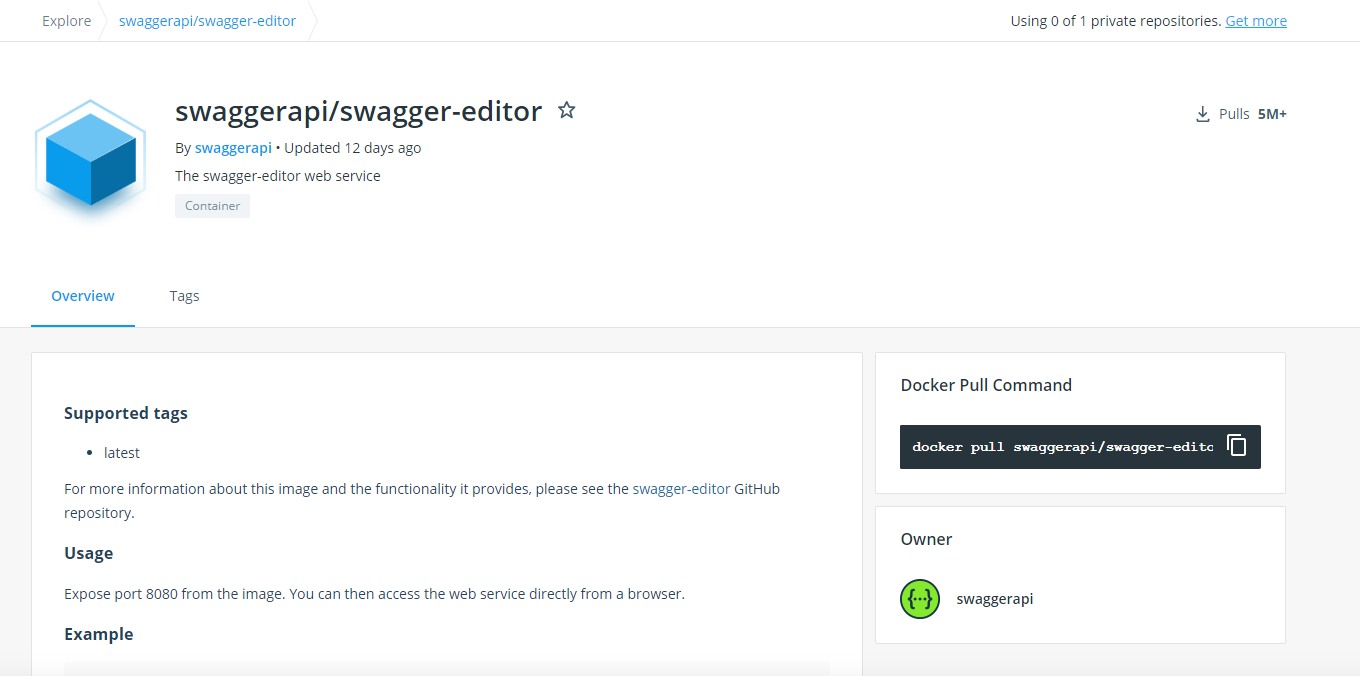 Explore
swaggerapi/swagger-editor
Using 0 of 1 private repositories. Get more
swaggerapi/swagger-editor
Pulls 5M+
By swaggerapi • Updated 12 days ago
The swagger-editor web service
Container
Overview
Tags
Supported tags
• latest
For more information about this image and the functionality it provides, please see the swagger-editor GitHub
repository.
Usage
Expose port 8080 from the image. You can then access the web service directly from a browser.
Example
Docker Pull Command
docker pull swaggerapi/swagger-edito
Owner
{···}
swaggerapi